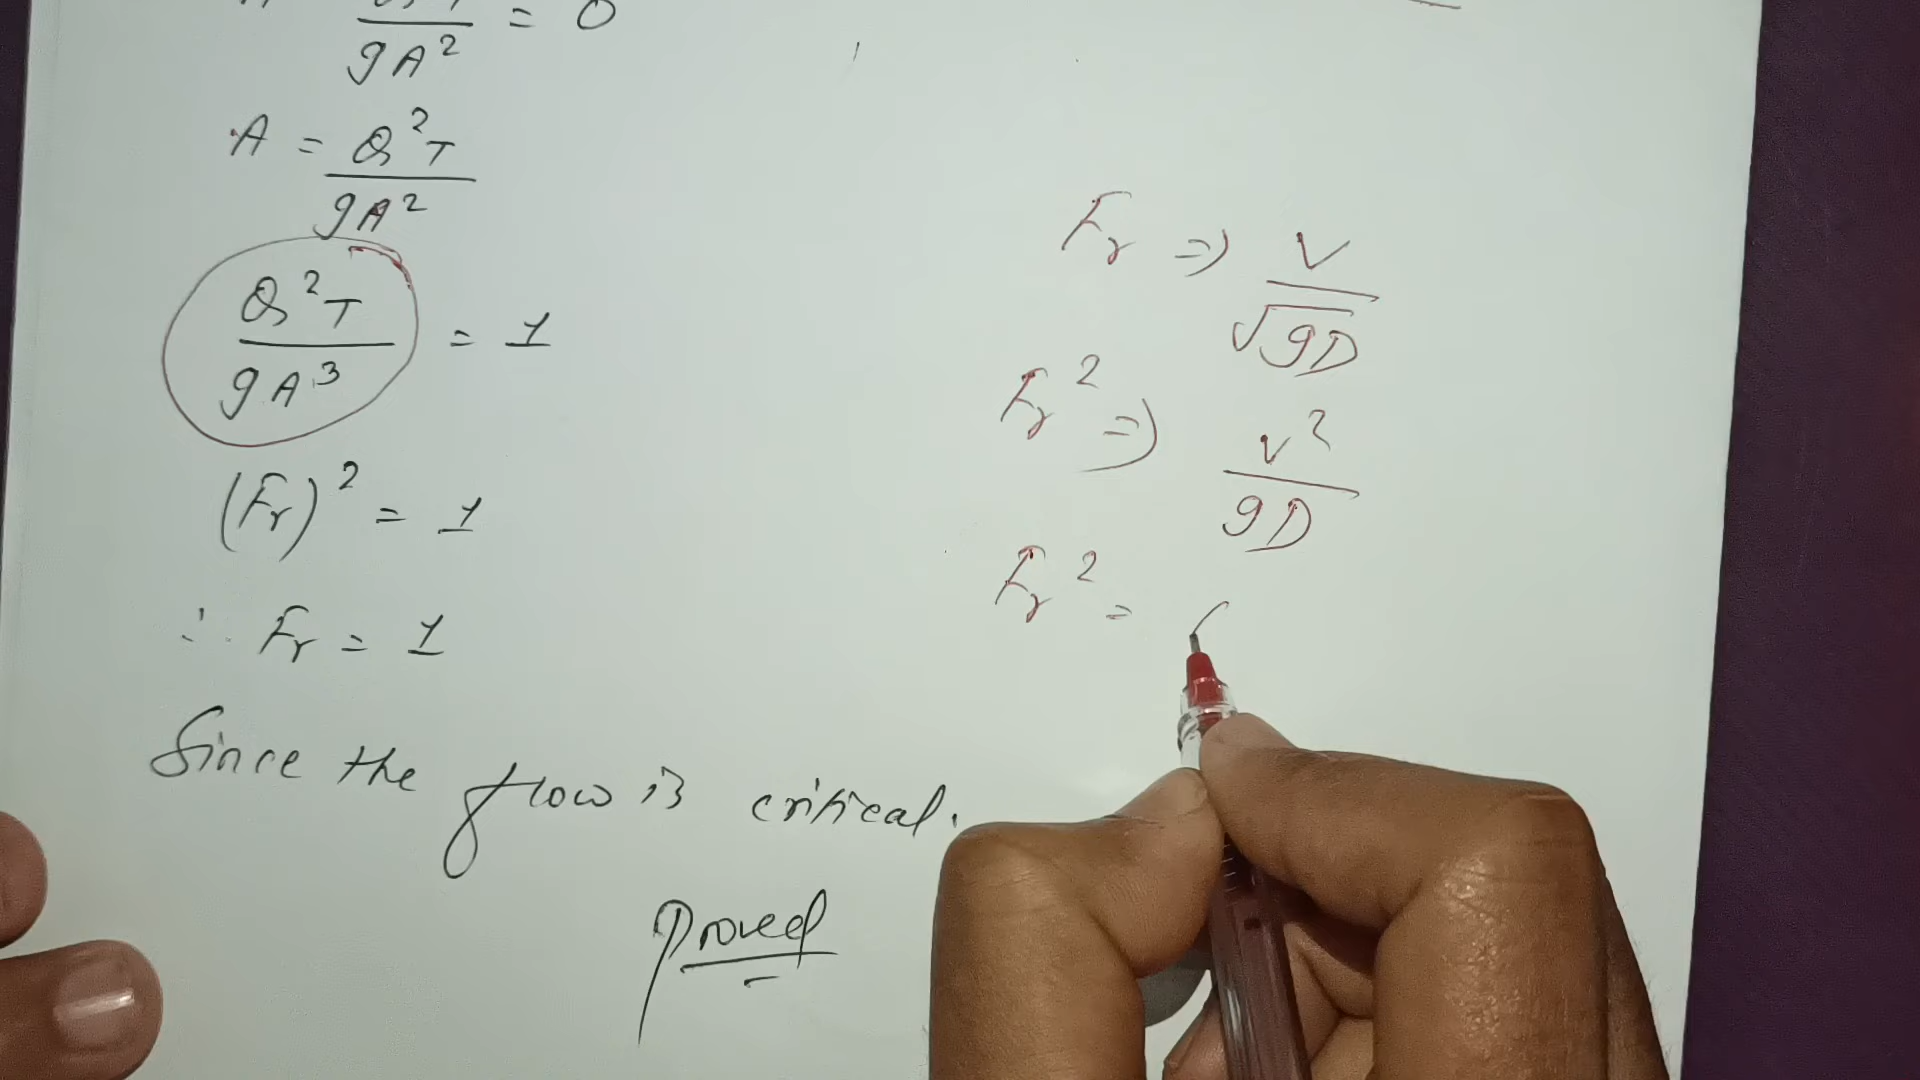 gA² = 0
A = Q²T
gA²
Q²T
gA³ = 1
(Fr)² = 1
∴ Fr = 1
Since the flow is critical.
Proved
Fr => V
√gD
Fr² => v²
gD
Fr² =